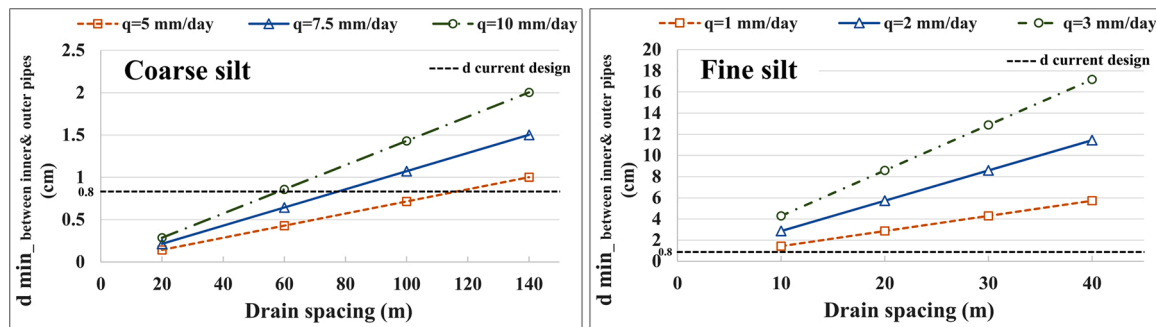 q=5 mm/day q=7.5 mm/day q=10 mm/day
Coarse silt
d current design
d min_ between inner& outer pipes
(cm)
2.5
2
1.5
1
0.8
0.5
0
0 20 40 60 80 100 120 140
Drain spacing (m)
q=1 mm/day q=2 mm/day q=3 mm/day
Fine silt
d current design
d min_ between inner& outer pipes
(cm)
20
18
16
14
12
10
8
6
4
2
0.8
0
0 10 20 30 40
Drain spacing (m)